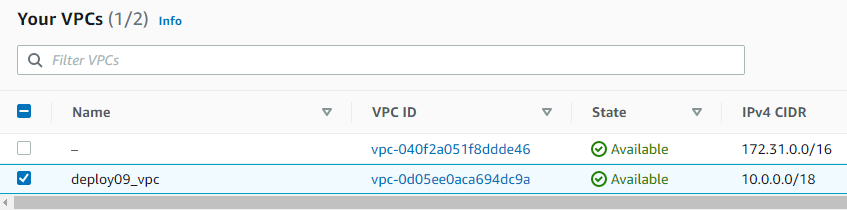 Your VPCs (1/2) Info
Filter VPCs
Name VPC ID State IPv4 CIDR
– vpc-040f2a051f8ddde46 Available 172.31.0.0/16
deploy09_vpc vpc-0d05ee0aca694dc9a Available 10.0.0.0/18